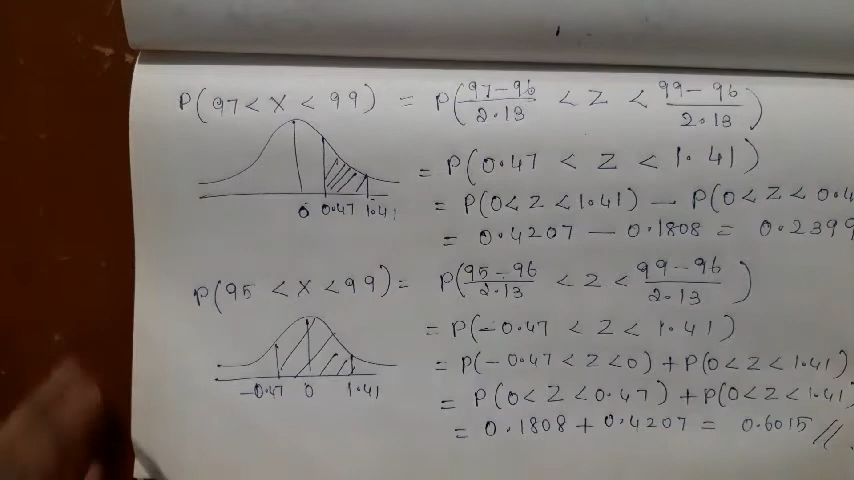 P(97 < X < 99) = P(97-96/2.13 < Z < 99-96/2.13)
= P(0.47 < Z < 1.41)
0 0.47 1.41
= P(0 < Z < 1.41) - P(0 < Z < 0.4
= 0.4207 - 0.1808 = 0.2399
P(95 < X < 99) = P(95-96/2.13 < Z < 99-96/2.13)
= P(-0.47 < Z < 1.41)
-0.47 0 1.41
= P(-0.47 < Z < 0) + P(0 < Z < 1.41)
= P(0 < Z < 0.47) + P(0 < Z < 1.41)
= 0.1808 + 0.4207 = 0.6015 //